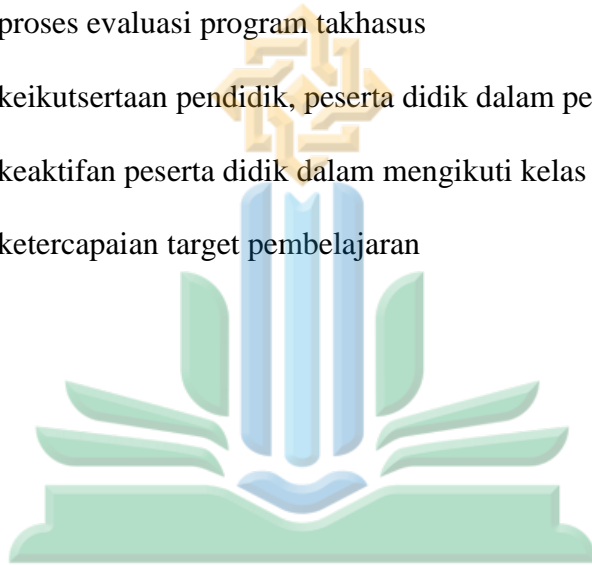 proses evaluasi program takhasus
keikutsertaan pendidik, peserta didik dalam pe
keaktifan peserta didik dalam mengikuti kelas
ketercapaian target pembelajaran